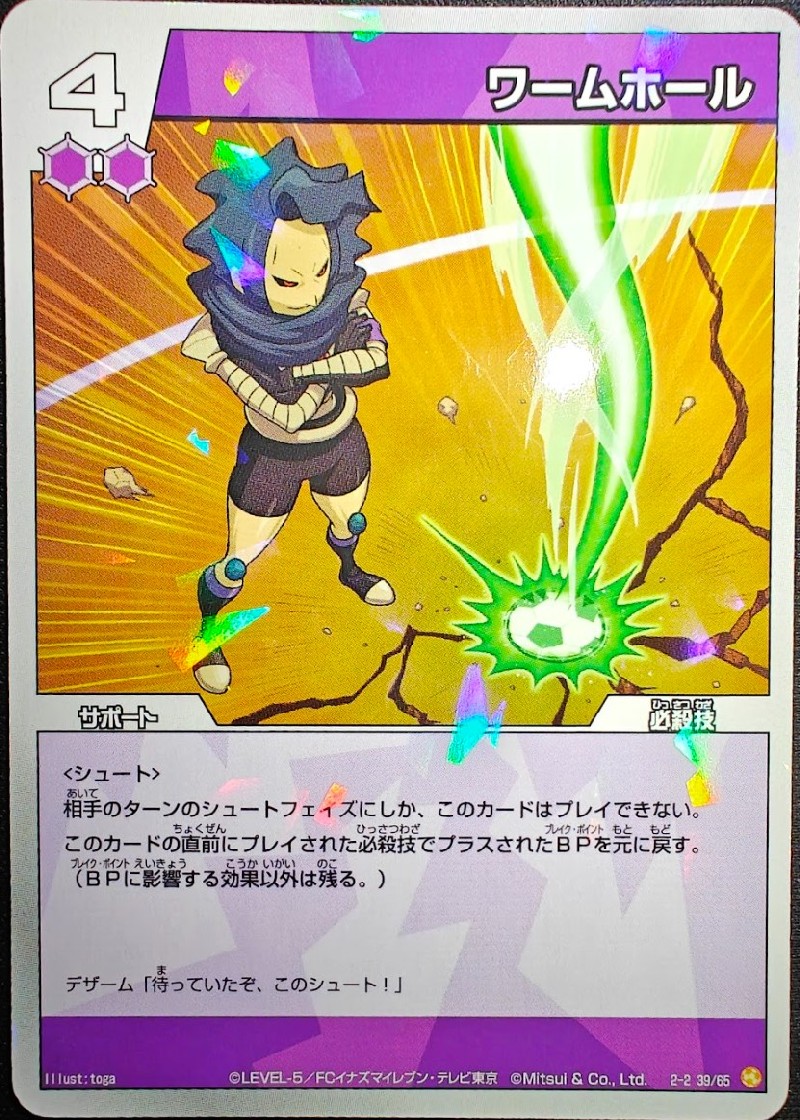 4
ワームホール
サポート
ひっさつわざ
必殺技
<シュート>
あいて
相手のターンのシュートフェイズにしか、このカードはプレイできない。
ちょくぜん ひっさつわざ ブレイク・ポイント もと もど
このカードの直前にプレイされた必殺技でプラスされたBPを元に戻す。
ブレイク・ポイント えいきょう こうか いがい のこ
（BPに影響する効果以外は残る。）
ま
デザーム「待っていたぞ、このシュート！」
Illust:toga ©LEVEL-5／FCイナズマイレブン・テレビ東京 ©Mitsui & Co., Ltd. 2-2 39/65